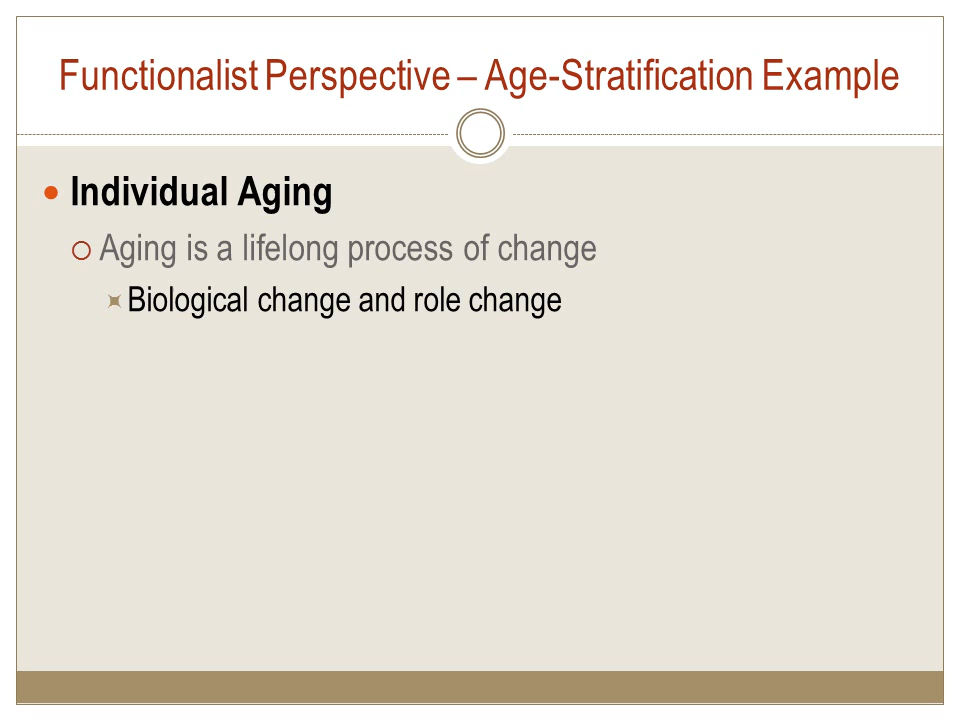 Functionalist Perspective – Age-Stratification Example
Individual Aging
Aging is a lifelong process of change
Biological change and role change